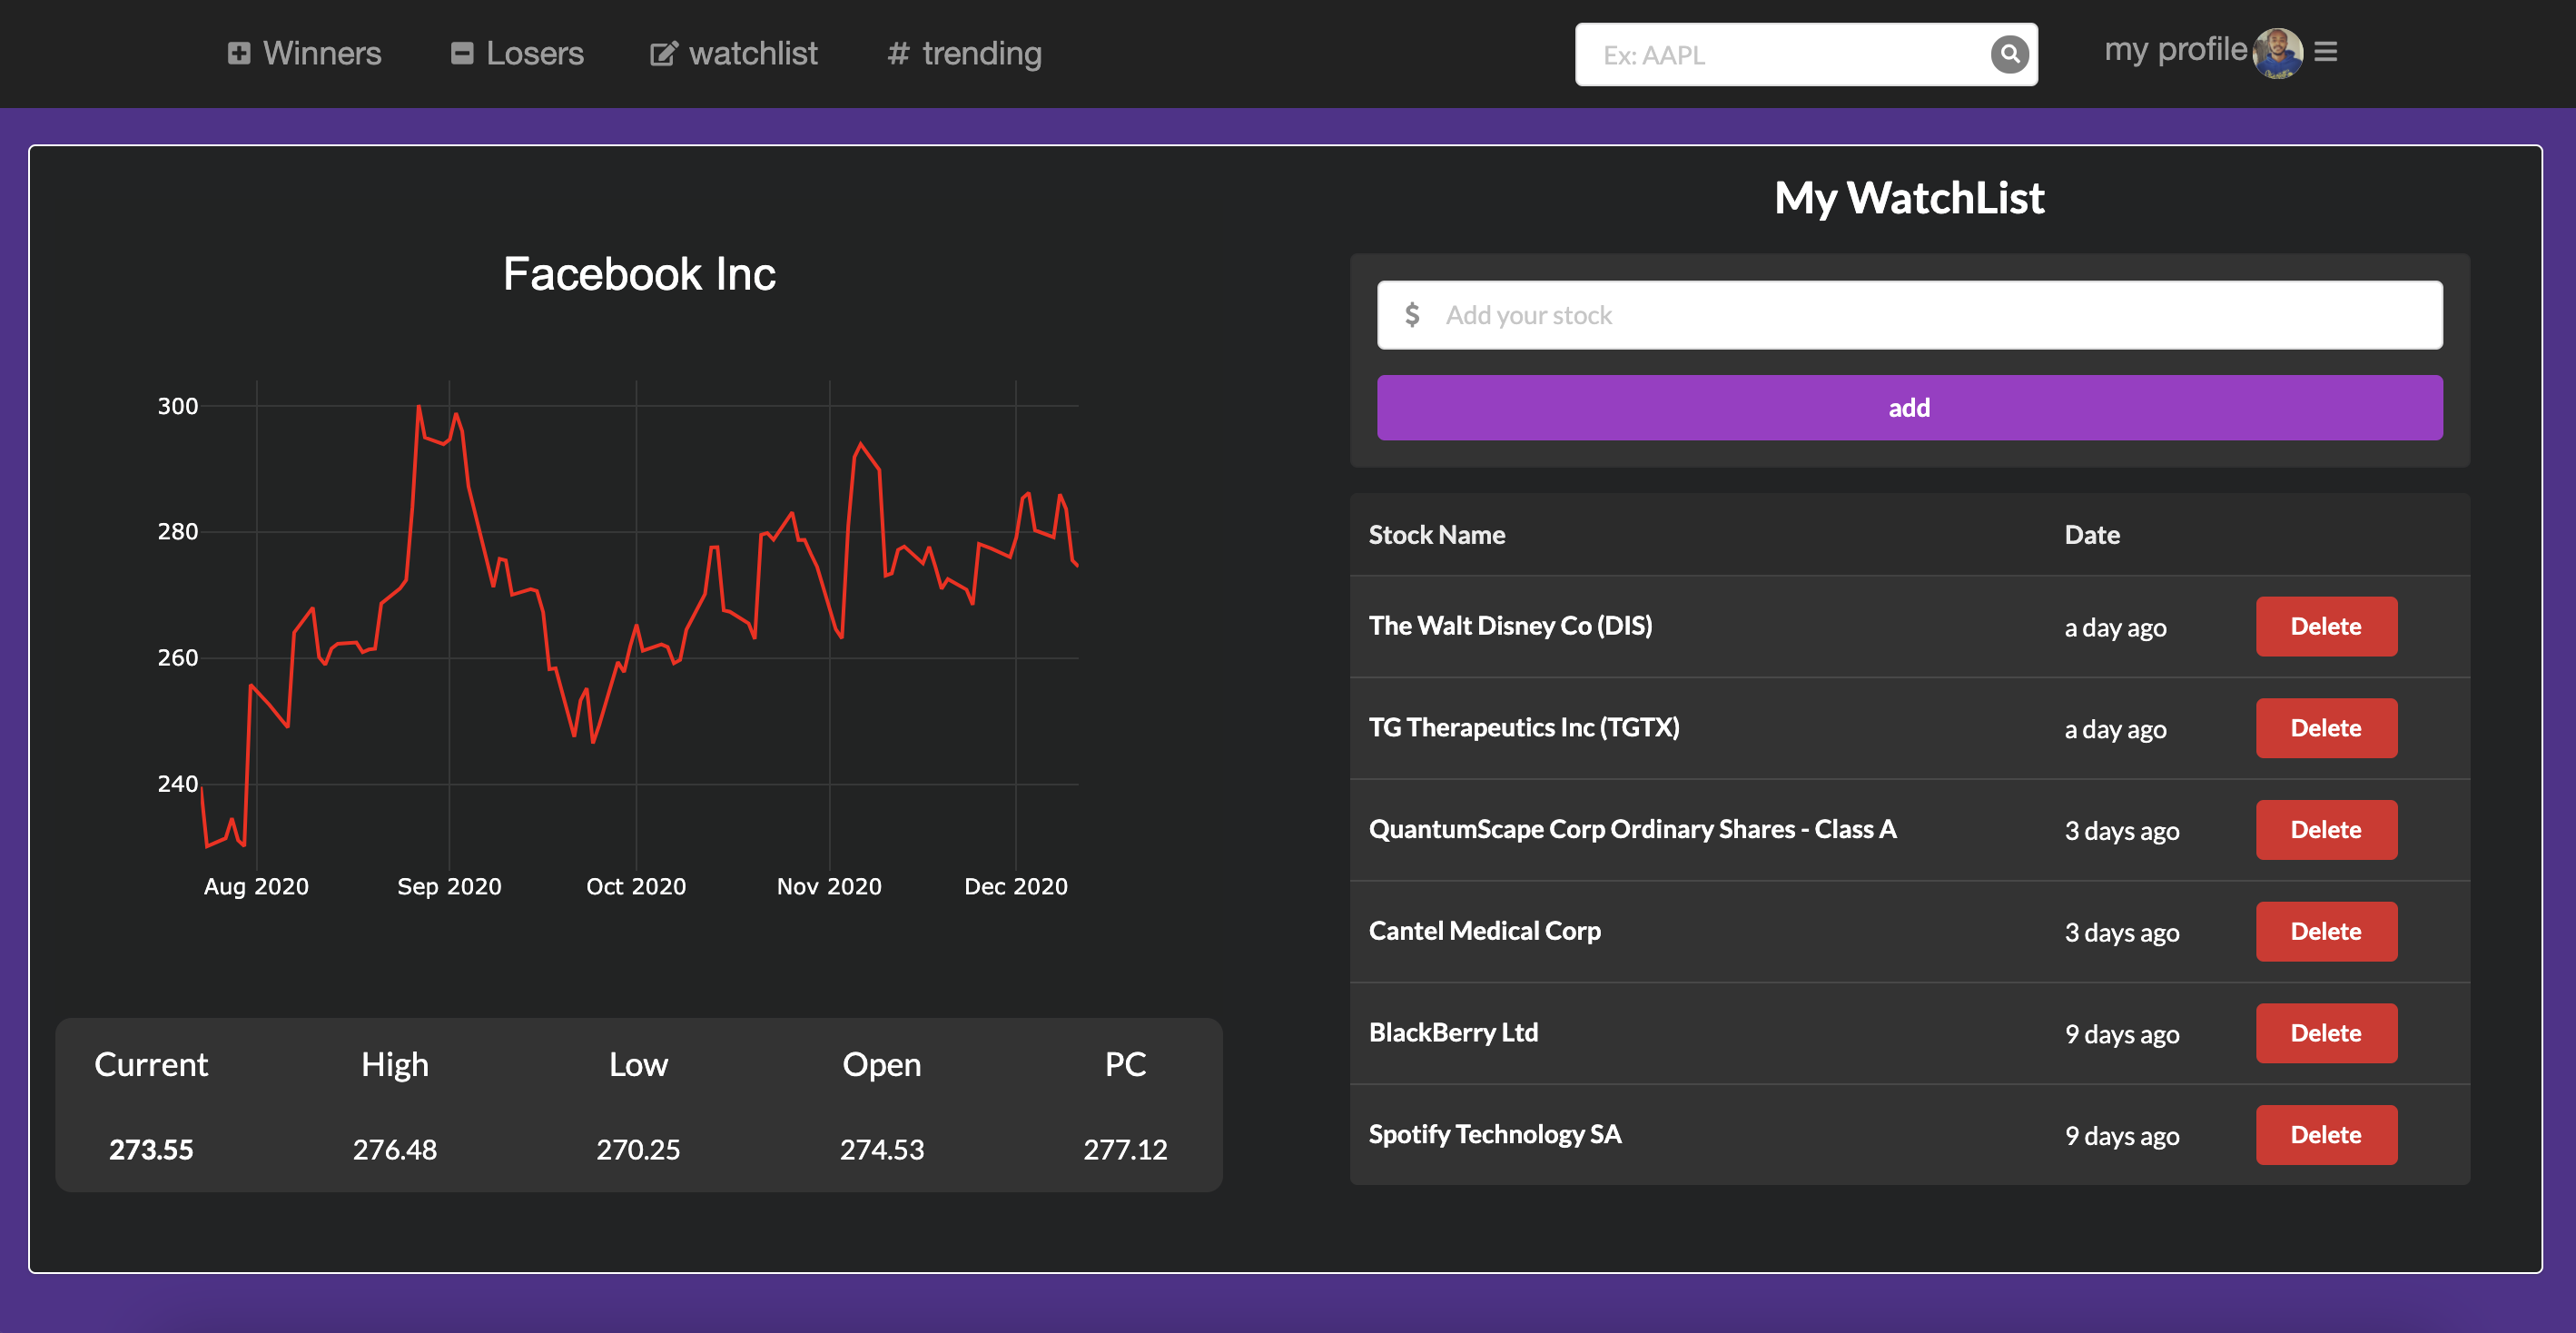 Winners Losers watchlist # trending Ex: AAPL my profile
Facebook Inc
300
280
260
240
Aug 2020 Sep 2020 Oct 2020 Nov 2020 Dec 2020
Current High Low Open PC
273.55 276.48 270.25 274.53 277.12
My WatchList
$ Add your stock
add
Stock Name Date
The Walt Disney Co (DIS) a day ago Delete
TG Therapeutics Inc (TGTX) a day ago Delete
QuantumScape Corp Ordinary Shares - Class A 3 days ago Delete
Cantel Medical Corp 3 days ago Delete
BlackBerry Ltd 9 days ago Delete
Spotify Technology SA 9 days ago Delete